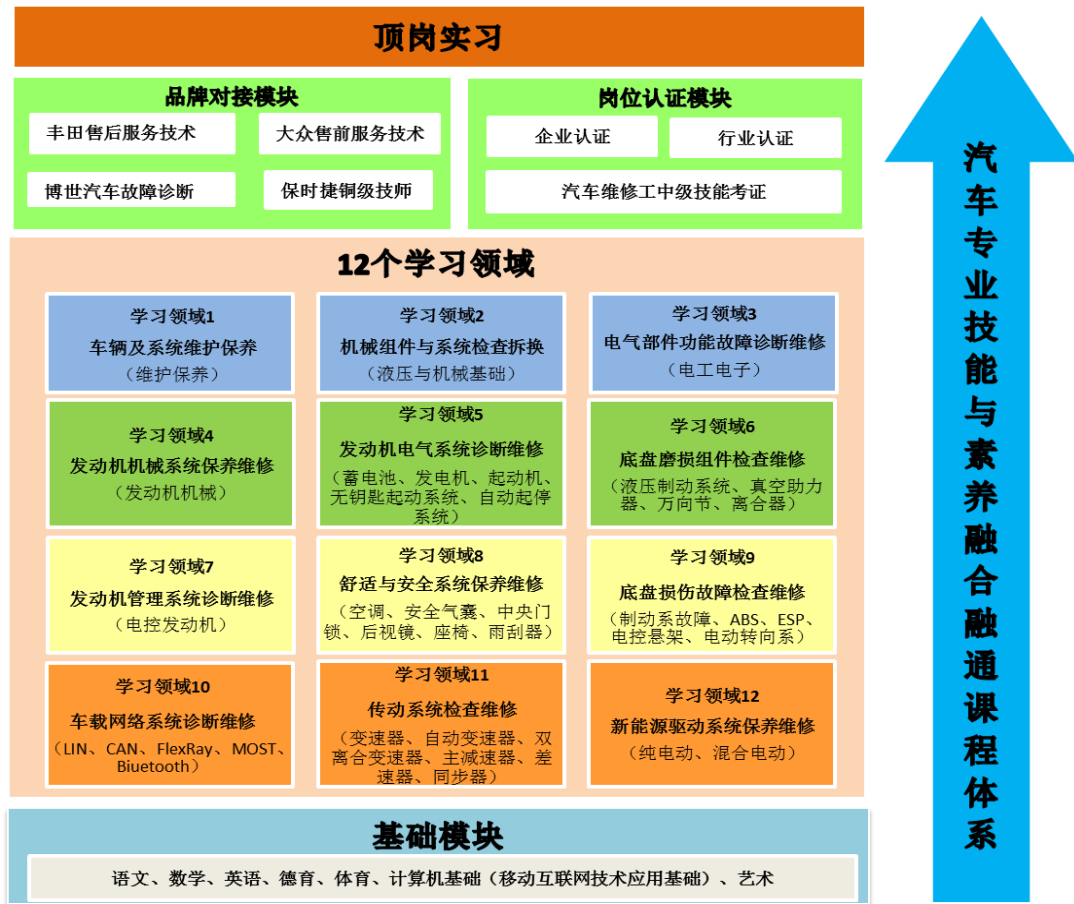 顶岗实习
品牌对接模块
丰田售后服务技术
大众售前服务技术
博世汽车故障诊断
保时捷铜级技师
岗位认证模块
企业认证
行业认证
汽车维修工中级技能考证
12个学习领域
学习领域1
车辆及系统维护保养
（维护保养）
学习领域2
机械组件与系统检查拆换
（液压与机械基础）
学习领域3
电气部件功能故障诊断维修
（电工电子）
学习领域4
发动机机械系统保养维修
（发动机机械）
学习领域5
发动机电气系统诊断维修
（蓄电池、发电机、起动机、
无钥匙起动系统、自动起停
系统）
学习领域6
底盘磨损组件检查维修
（液压制动系统、真空助力
器、万向节、离合器）
学习领域7
发动机管理系统诊断维修
（电控发动机）
学习领域8
舒适与安全系统保养维修
（空调、安全气囊、中央门
锁、后视镜、座椅、雨刮器）
学习领域9
底盘损伤故障检查维修
（制动系故障、ABS、ESP、
电控悬架、电动转向系）
学习领域10
车载网络系统诊断维修
（LIN、CAN、FlexRay、MOST、
Biuetooth）
学习领域11
传动系统检查维修
（变速器、自动变速器、双
离合变速器、主减速器、差
速器、同步器）
学习领域12
新能源驱动系统保养维修
（纯电动、混合电动）
基础模块
语文、数学、英语、德育、体育、计算机基础（移动互联网技术应用基础）、艺术
汽车专业技能与素养融合融通课程体系